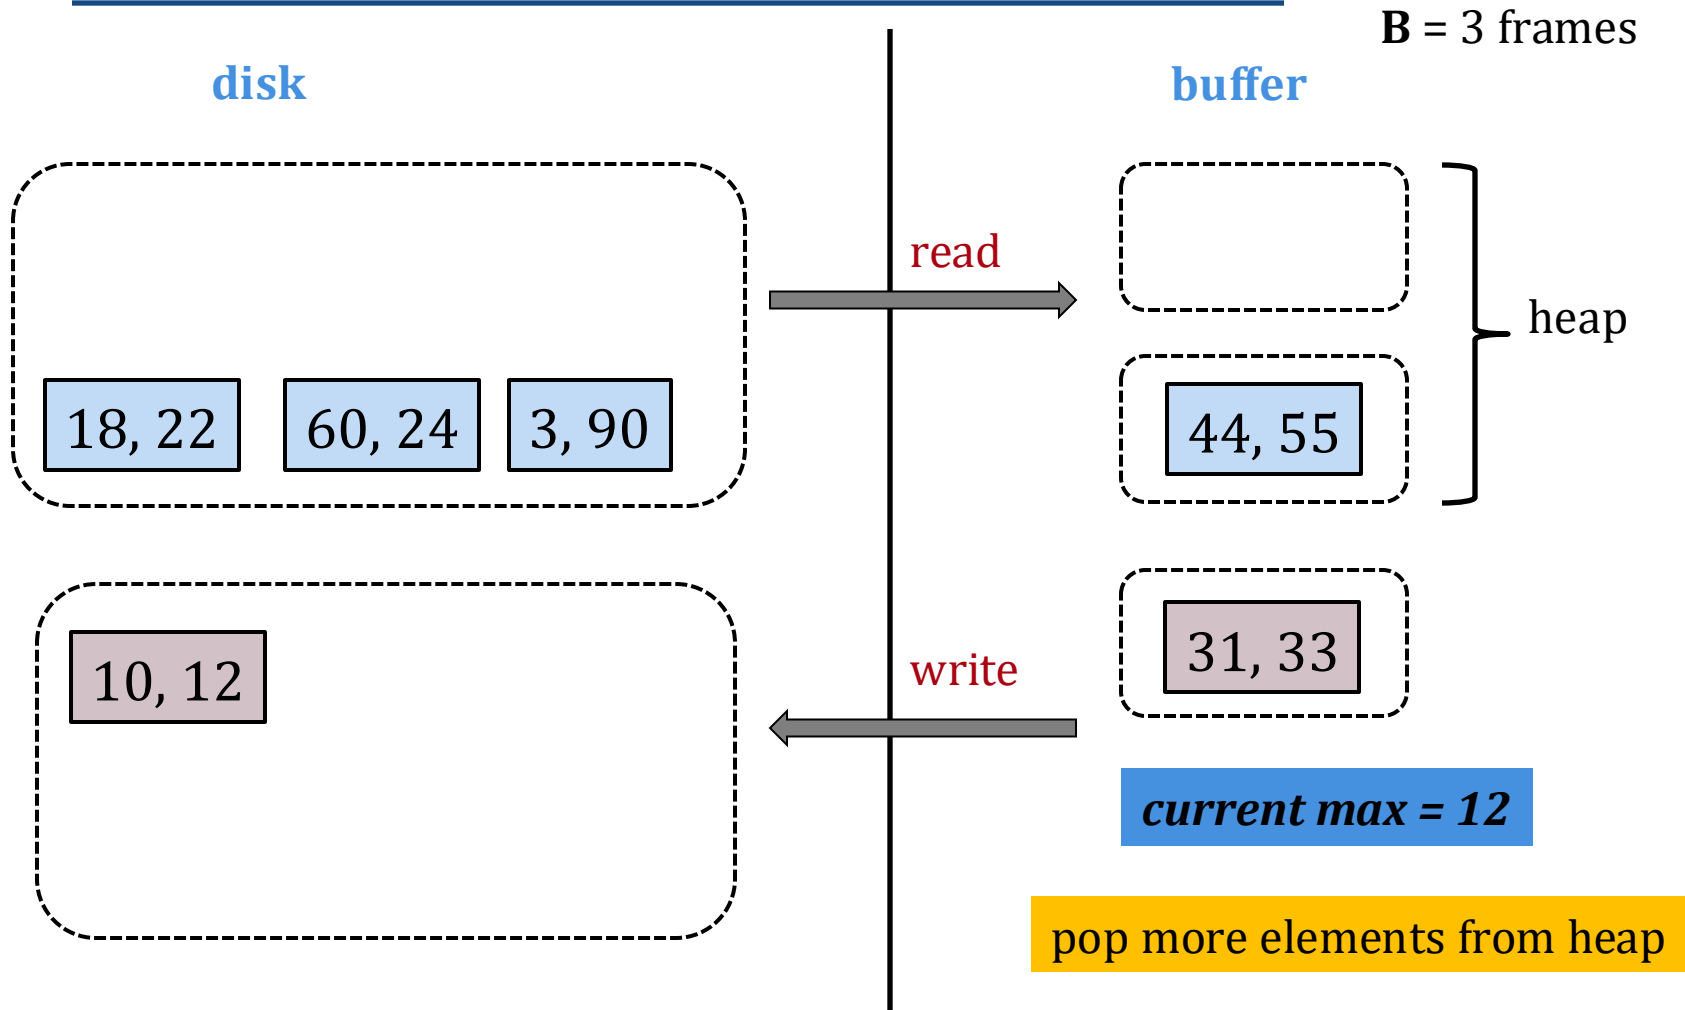 B = 3 frames
disk
buffer
read
heap
18, 22
60, 24
3, 90
44, 55
10, 12
write
31, 33
current max = 12
pop more elements from heap